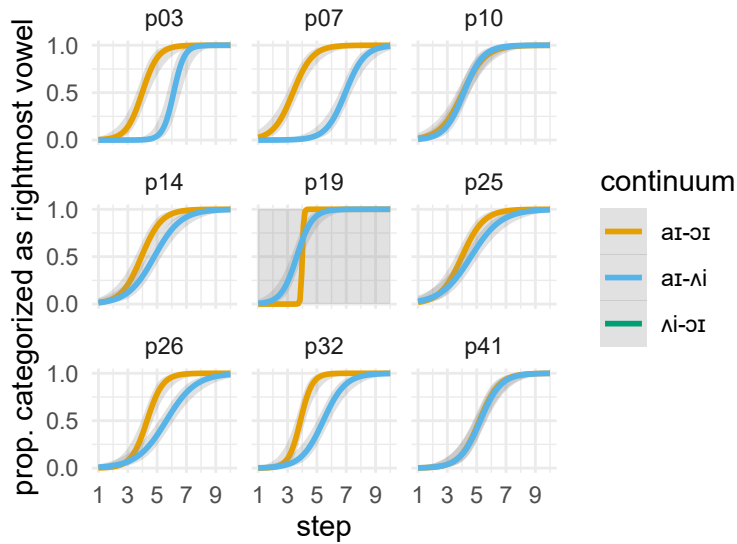 prop. categorized as rightmost vowel
p03 p07 p10
1.0
0.5
0.0
p14 p19 p25
1.0
0.5
0.0
p26 p32 p41
1.0
0.5
0.0
1 3 5 7 9 1 3 5 7 9 1 3 5 7 9
step
continuum
aɪ-ɔɪ
aɪ-ʌi
ʌi-ɔɪ